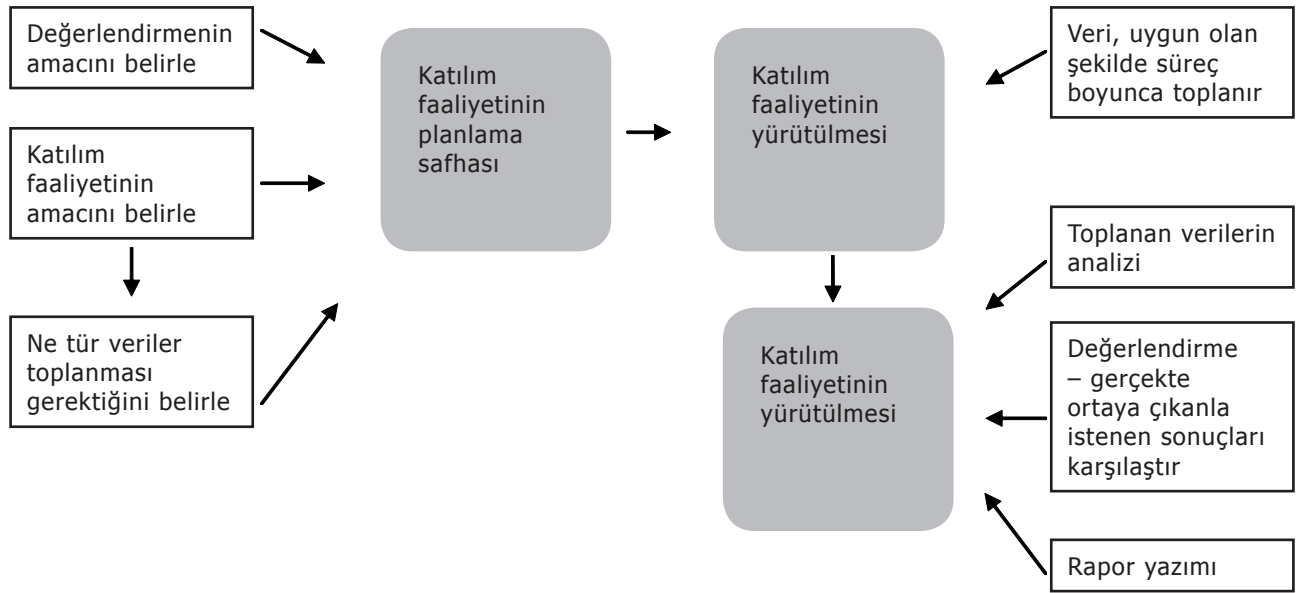 Değerlendirmenin
amacını belirle
Katılım
faaliyetinin
amacını belirle
Ne tür veriler
toplanması
gerektiğini belirle
Katılım
faaliyetinin
planlama
safhası
Katılım
faaliyetinin
yürütülmesi
Katılım
faaliyetinin
yürütülmesi
Veri, uygun olan
şekilde süreç
boyunca toplanır
Toplanan verilerin
analizi
Değerlendirme
– gerçekte
ortaya çıkanla
istenen sonuçları
karşılaştır
Rapor yazımı